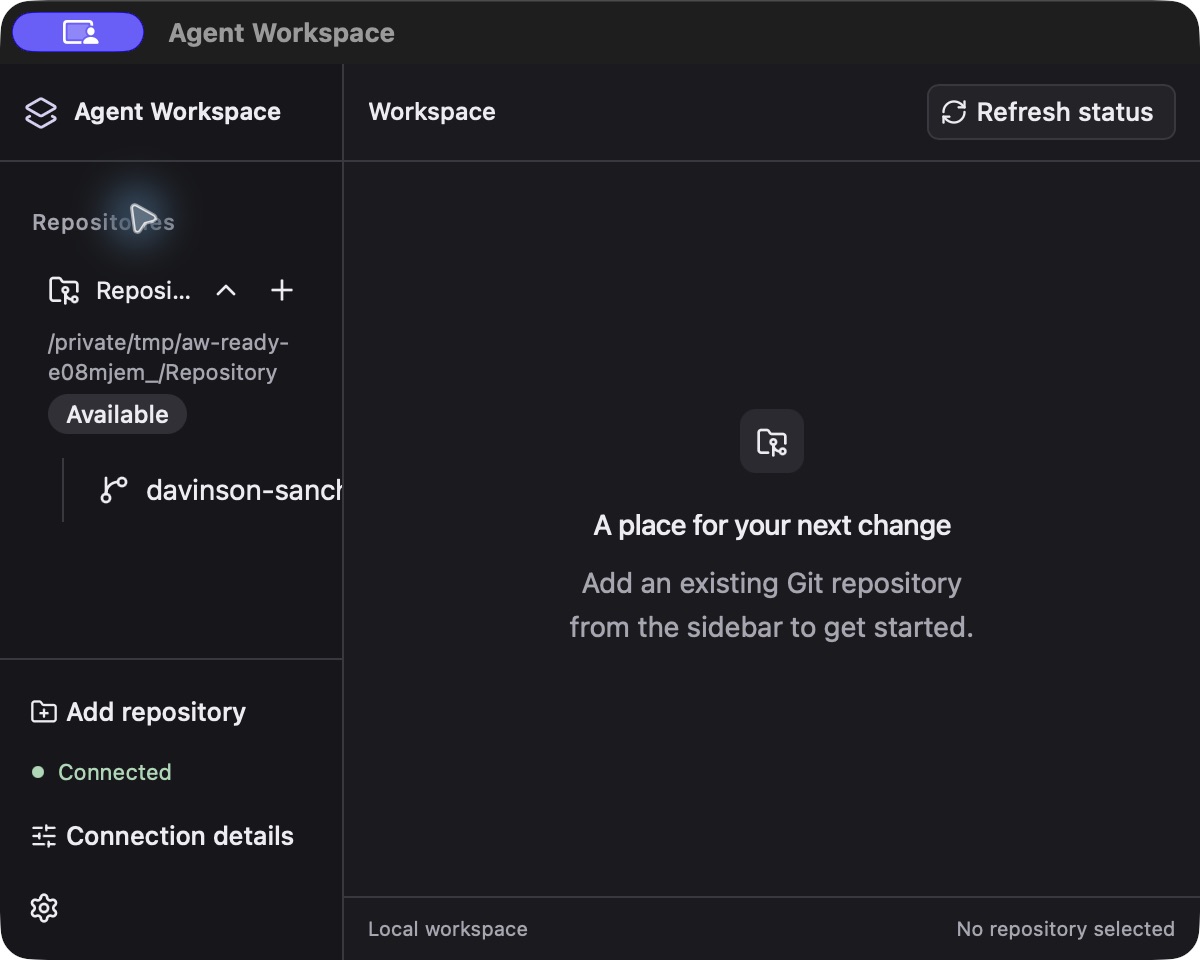 Agent Workspace
Agent Workspace
Workspace
Refresh status
Repositories
Reposi...
/private/tmp/aw-ready-
e08mjem_/Repository
Available
davinson-sanch
A place for your next change
Add an existing Git repository
from the sidebar to get started.
Add repository
Connected
Connection details
Local workspace
No repository selected